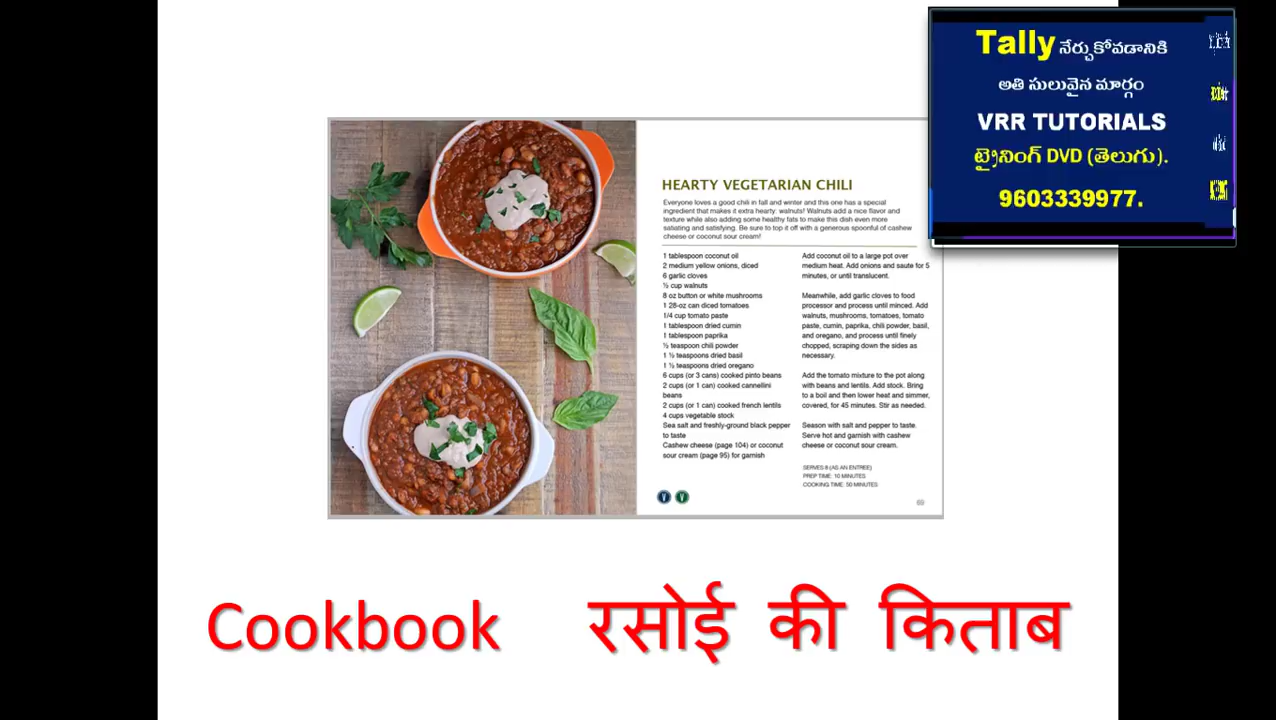 Tally నేర్చుకోవడానికి
అతి సులువైన మార్గం
VRR TUTORIALS
ట్రైనింగ్ DVD (తెలుగు).
9603339977.
HEARTY VEGETARIAN CHILI
Everyone loves a good chili in fall and winter and this one has a special
ingredient that makes it extra hearty: walnuts! Walnuts add a nice flavor and
texture while also adding some healthy fats to make this dish even more
satiating and satisfying. Be sure to top it off with a generous spoonful of cashew
cheese or coconut sour cream!
1 tablespoon coconut oil
2 medium yellow onions, diced
6 garlic cloves
½ cup walnuts
8 oz button or white mushrooms
1 28-oz can diced tomatoes
1/4 cup tomato paste
1 tablespoon dried cumin
1 tablespoon paprika
½ teaspoon chili powder
1 ½ teaspoons dried basil
1 ½ teaspoons dried oregano
6 cups (or 3 cans) cooked pinto beans
2 cups (or 1 can) cooked cannellini
beans
2 cups (or 1 can) cooked french lentils
4 cups vegetable stock
Sea salt and freshly-ground black pepper
to taste
Cashew cheese (page 104) or coconut
sour cream (page 95) for garnish
Add coconut oil to a large pot over
medium heat. Add onions and saute for 5
minutes, or until translucent.
Meanwhile, add garlic cloves to food
processor and process until minced. Add
walnuts, mushrooms, tomatoes, tomato
paste, cumin, paprika, chili powder, basil,
and oregano, and process until finely
chopped, scraping down the sides as
necessary.
Add the tomato mixture to the pot along
with beans and lentils. Add stock. Bring
to a boil and then lower heat and simmer,
covered, for 45 minutes. Stir as needed.
Season with salt and pepper to taste.
Serve hot and garnish with cashew
cheese or coconut sour cream.
SERVES 8 (AS AN ENTREE)
PREP TIME: 10 MINUTES
COOKING TIME: 50 MINUTES
V V
Cookbook रसोई की किताब